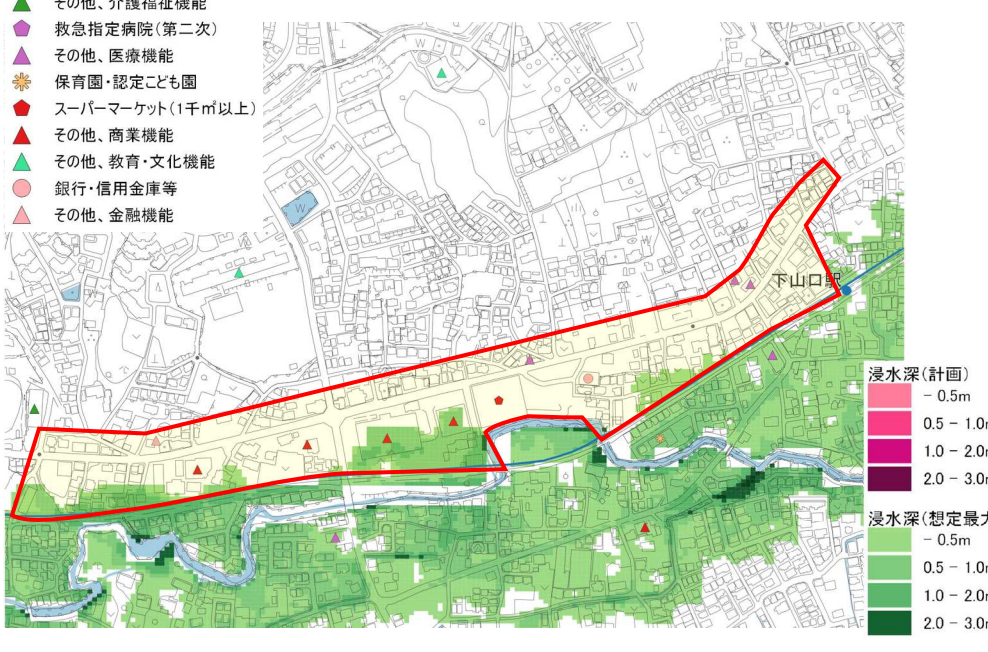 その他、介護福祉機能
救急指定病院(第二次)
その他、医療機能
保育園・認定こども園
スーパーマーケット(1千㎡以上)
その他、商業機能
その他、教育・文化機能
銀行・信用金庫等
その他、金融機能
W
W
W
W
下山口駅
浸水深(計画)
- 0.5m
0.5 - 1.0m
1.0 - 2.0m
2.0 - 3.0m
浸水深(想定最大
- 0.5m
0.5 - 1.0m
1.0 - 2.0m
2.0 - 3.0m